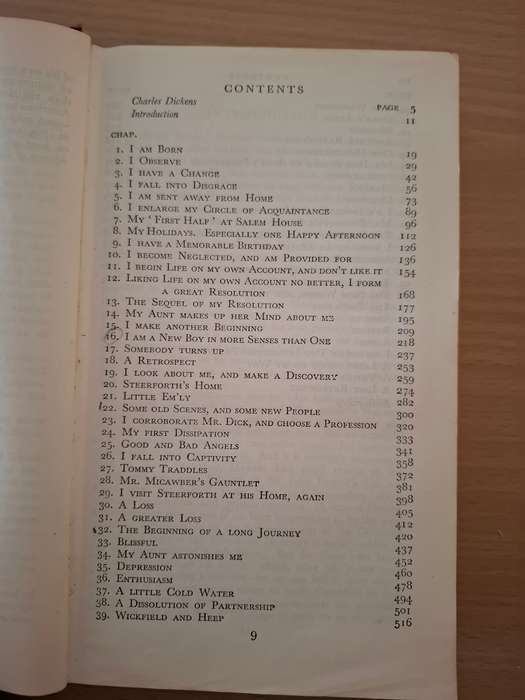 CONTENTS
PAGE
Charles Dickens 5
Introduction 11
CHAP.
1. I AM BORN 19
2. I OBSERVE 29
3. I HAVE A CHANGE 42
4. I FALL INTO DISGRACE 56
5. I AM SENT AWAY FROM HOME 73
6. I ENLARGE MY CIRCLE OF ACQUAINTANCE 89
7. MY 'FIRST HALF' AT SALEM HOUSE 96
8. MY HOLIDAYS. ESPECIALLY ONE HAPPY AFTERNOON 112
9. I HAVE A MEMORABLE BIRTHDAY 126
10. I BECOME NEGLECTED, AND AM PROVIDED FOR 136
11. I BEGIN LIFE ON MY OWN ACCOUNT, AND DON'T LIKE IT 154
12. LIKING LIFE ON MY OWN ACCOUNT NO BETTER, I FORM
A GREAT RESOLUTION 168
13. THE SEQUEL OF MY RESOLUTION 177
14. MY AUNT MAKES UP HER MIND ABOUT ME 195
15. I MAKE ANOTHER BEGINNING 209
16. I AM A NEW BOY IN MORE SENSES THAN ONE 218
17. SOMEBODY TURNS UP 237
18. A RETROSPECT 253
19. I LOOK ABOUT ME, AND MAKE A DISCOVERY 259
20. STEERFORTH'S HOME 274
21. LITTLE EM'LY 282
22. SOME OLD SCENES, AND SOME NEW PEOPLE 300
23. I CORROBORATE MR. DICK, AND CHOOSE A PROFESSION 320
24. MY FIRST DISSIPATION 333
25. GOOD AND BAD ANGELS 341
26. I FALL INTO CAPTIVITY 358
27. TOMMY TRADDLES 372
28. MR. MICAWBER'S GAUNTLET 381
29. I VISIT STEERFORTH AT HIS HOME, AGAIN 398
30. A LOSS 405
31. A GREATER LOSS 412
32. THE BEGINNING OF A LONG JOURNEY 420
33. BLISSFUL 437
34. MY AUNT ASTONISHES ME 452
35. DEPRESSION 460
36. ENTHUSIASM 478
37. A LITTLE COLD WATER 494
38. A DISSOLUTION OF PARTNERSHIP 501
39. WICKFIELD AND HEEP 516
9